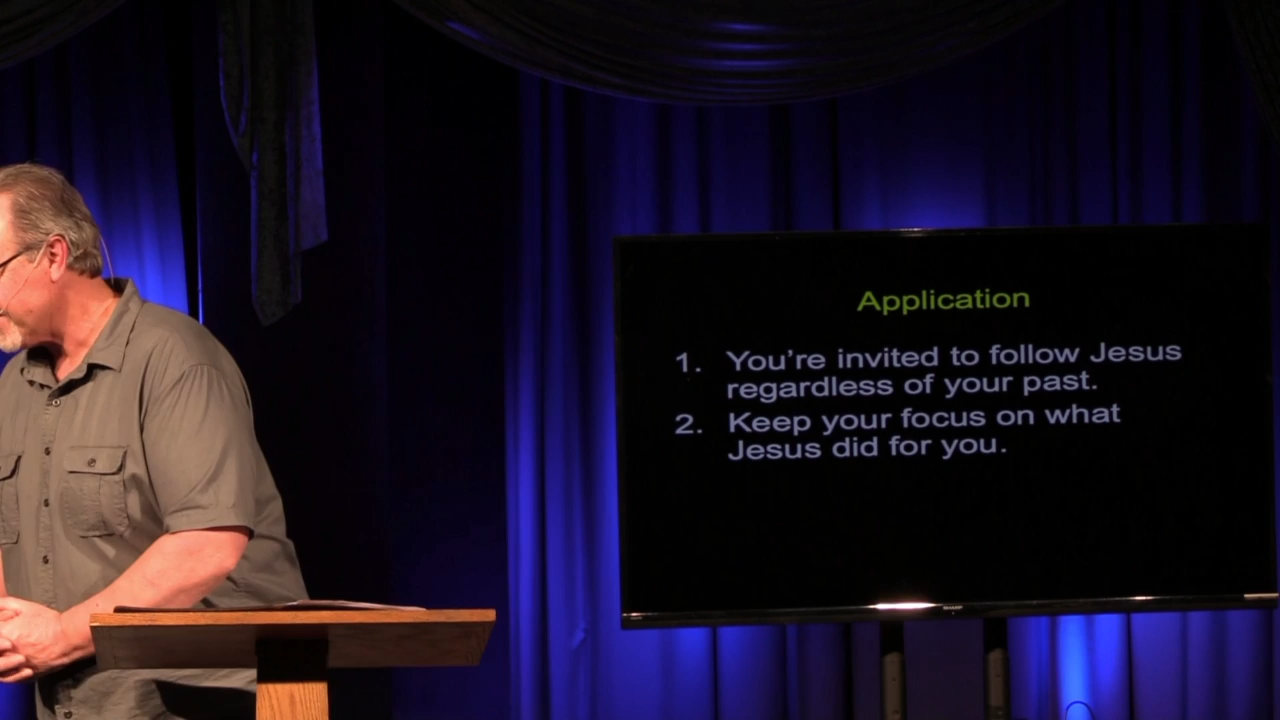 Application
1. You're invited to follow Jesus
regardless of your past.
2. Keep your focus on what
Jesus did for you.